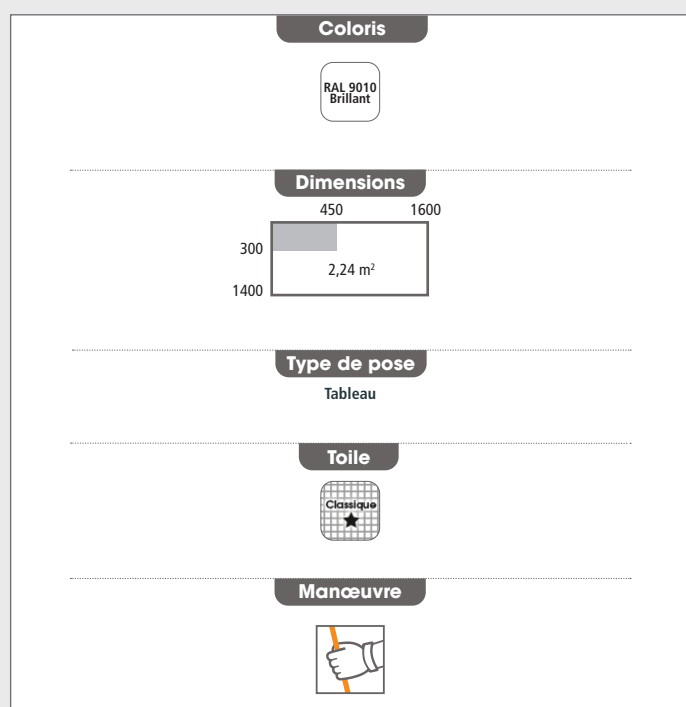 Coloris
RAL 9010
Brillant
Dimensions
450 1600
300
2,24 m²
1400
Type de pose
Tableau
Toile
Classique
Manœuvre